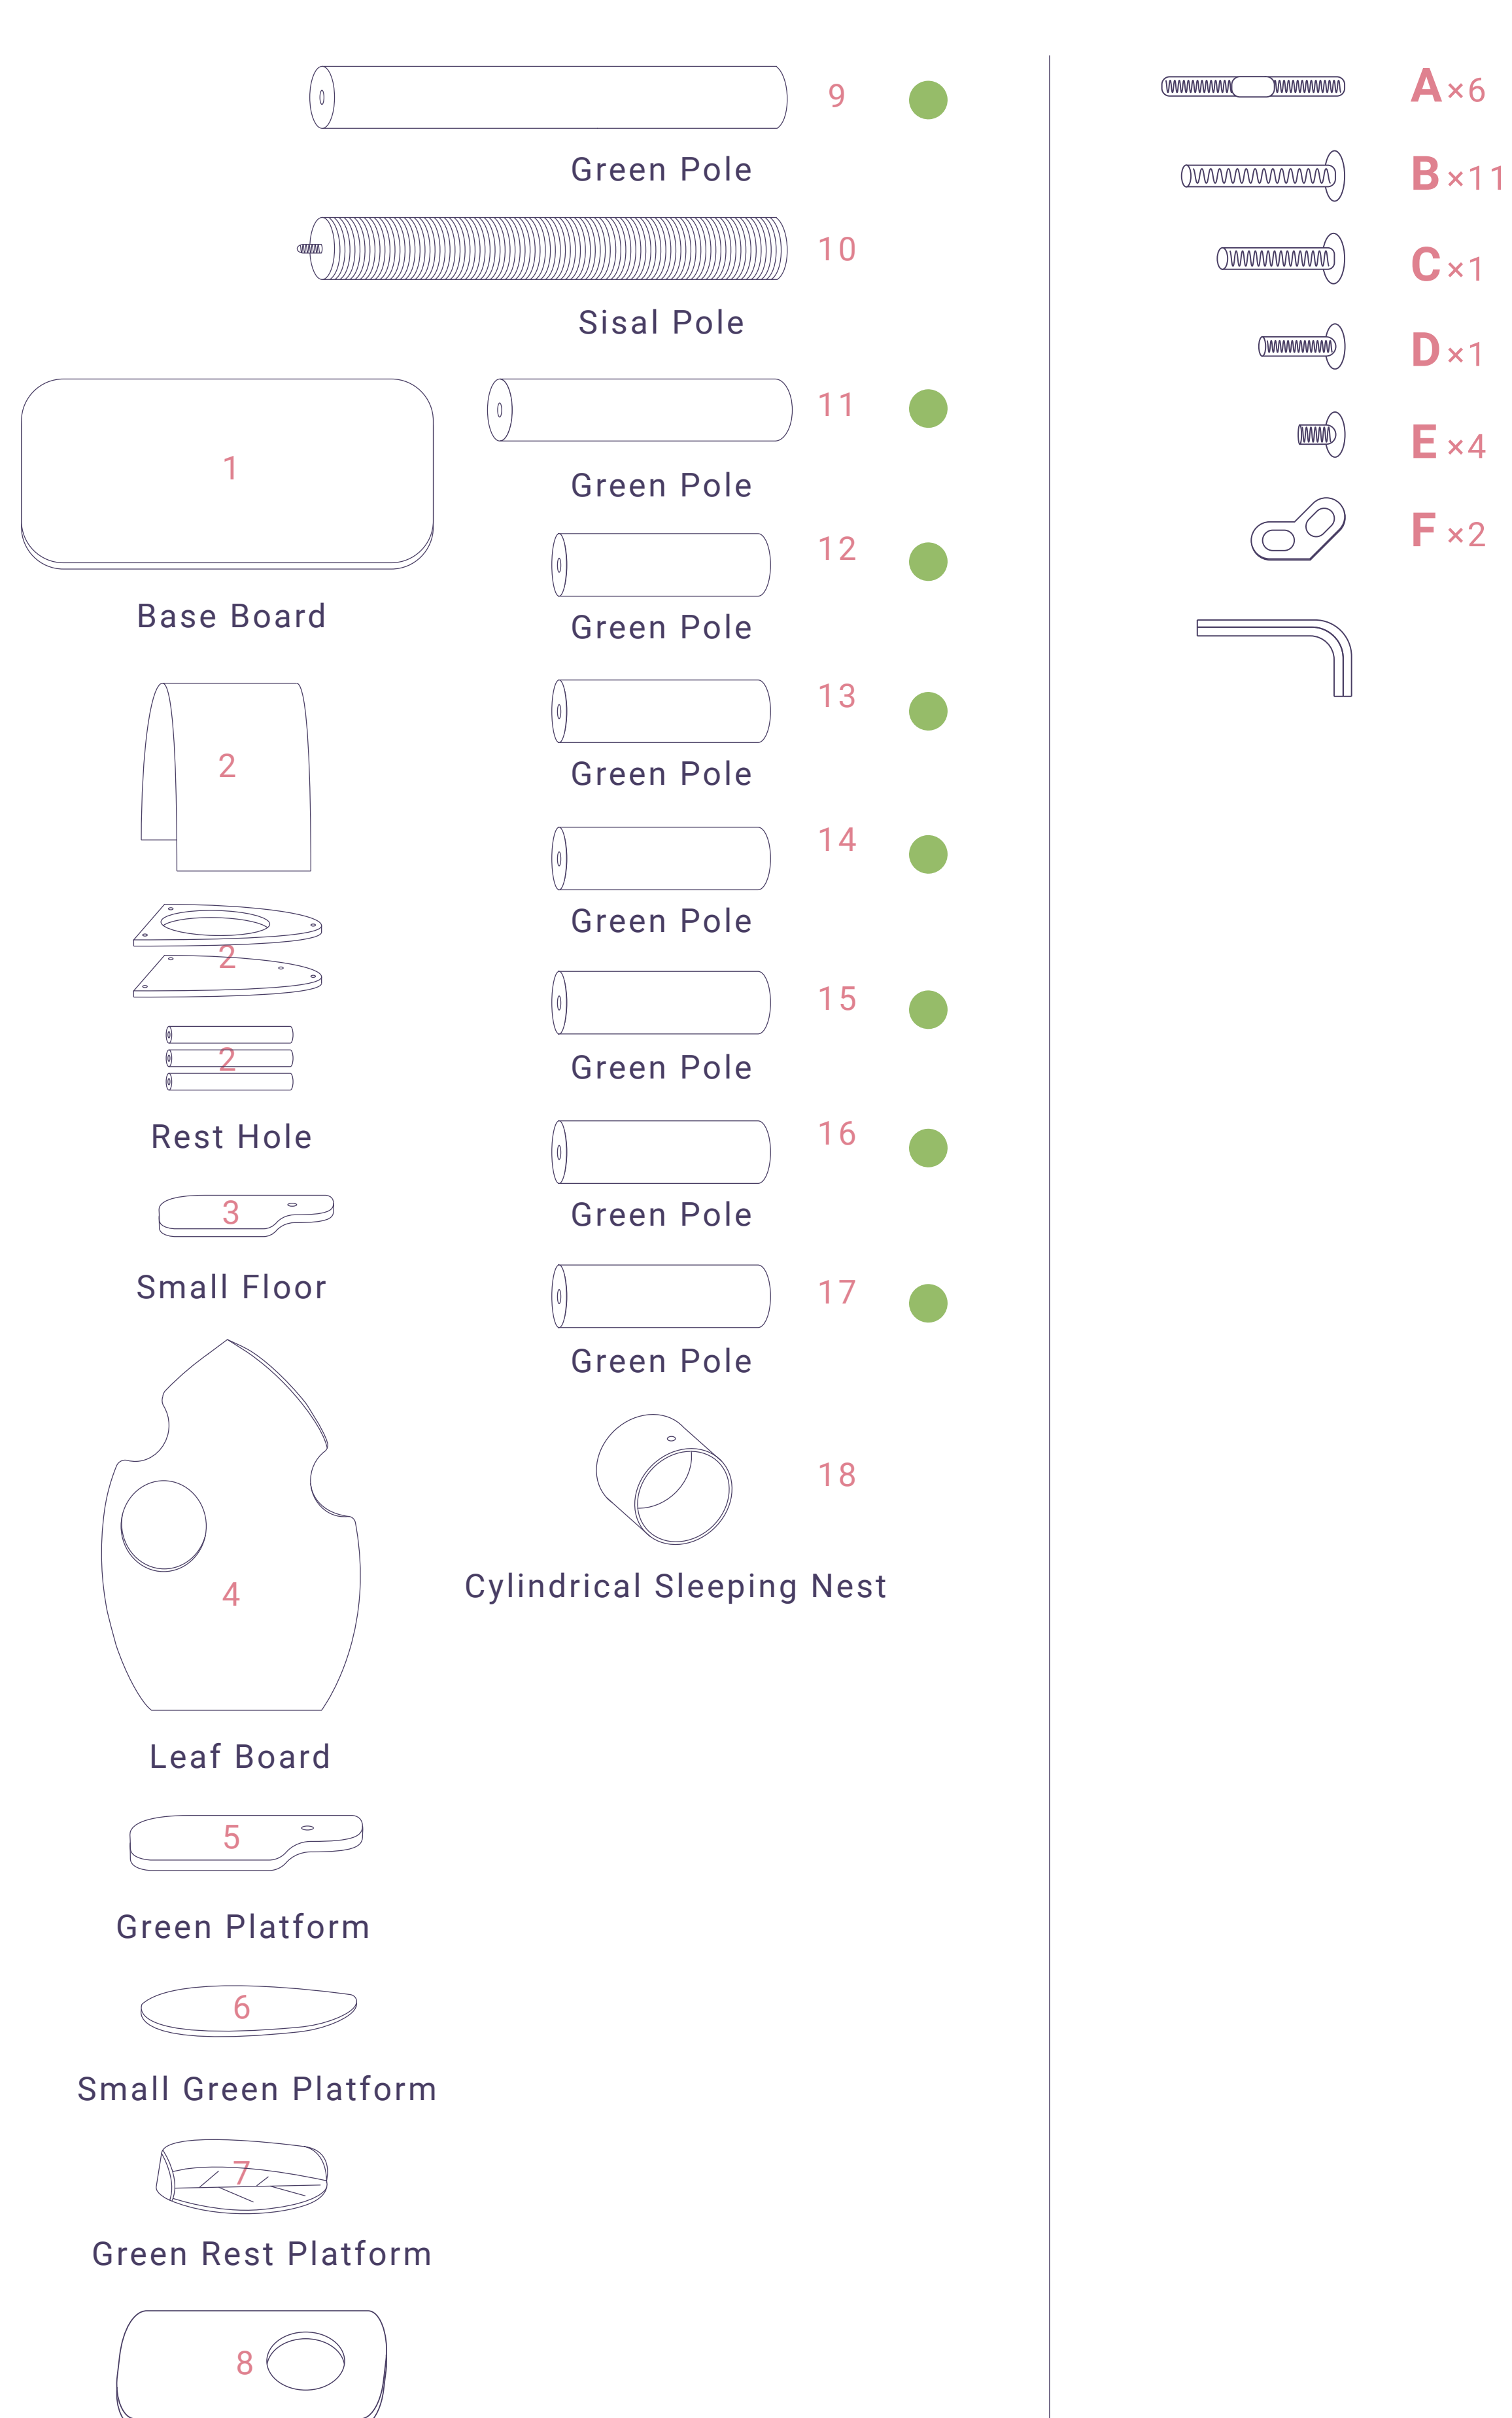 1
Base Board
2
2
2
Rest Hole
3
Small Floor
4
Leaf Board
5
Green Platform
6
Small Green Platform
7
Green Rest Platform
8
9
Green Pole
10
Sisal Pole
11
Green Pole
12
Green Pole
13
Green Pole
14
Green Pole
15
Green Pole
16
Green Pole
17
Green Pole
18
Cylindrical Sleeping Nest
A×6
B×11
C×1
D×1
E×4
F×2